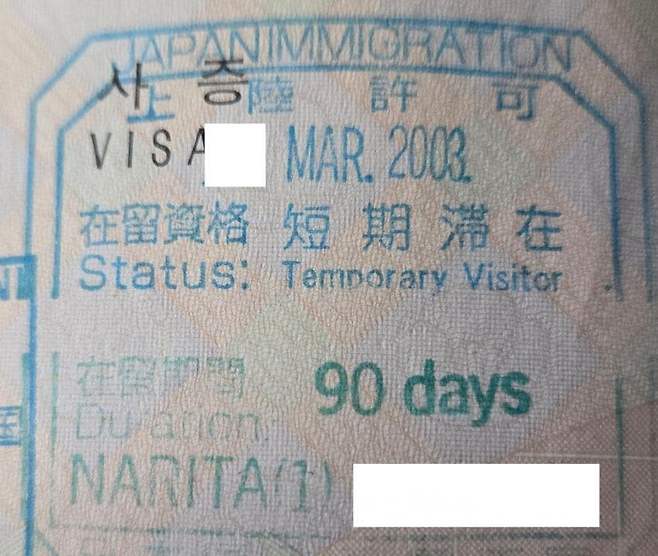 JAPAN IMMIGRATION
사증
上陸許可
VISA
MAR. 2003.
在留資格 短期滞在
Status: Temporary Visitor
在留期間 90 days
Duration:
NARITA(1)